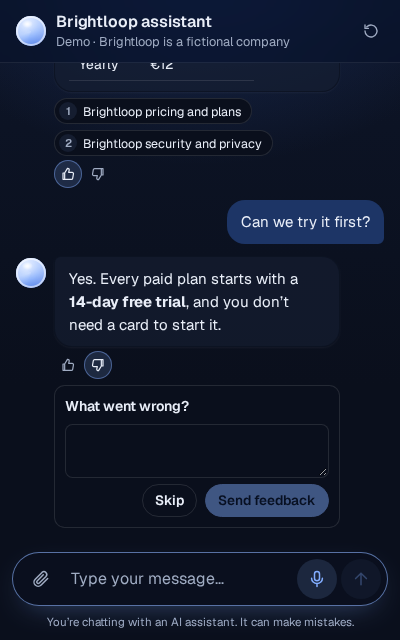 Brightloop assistant
Demo · Brightloop is a fictional company
Yearly €12
1 Brightloop pricing and plans
2 Brightloop security and privacy
Can we try it first?
Yes. Every paid plan starts with a
14-day free trial, and you don’t
need a card to start it.
What went wrong?
Skip Send feedback
Type your message...
You’re chatting with an AI assistant. It can make mistakes.